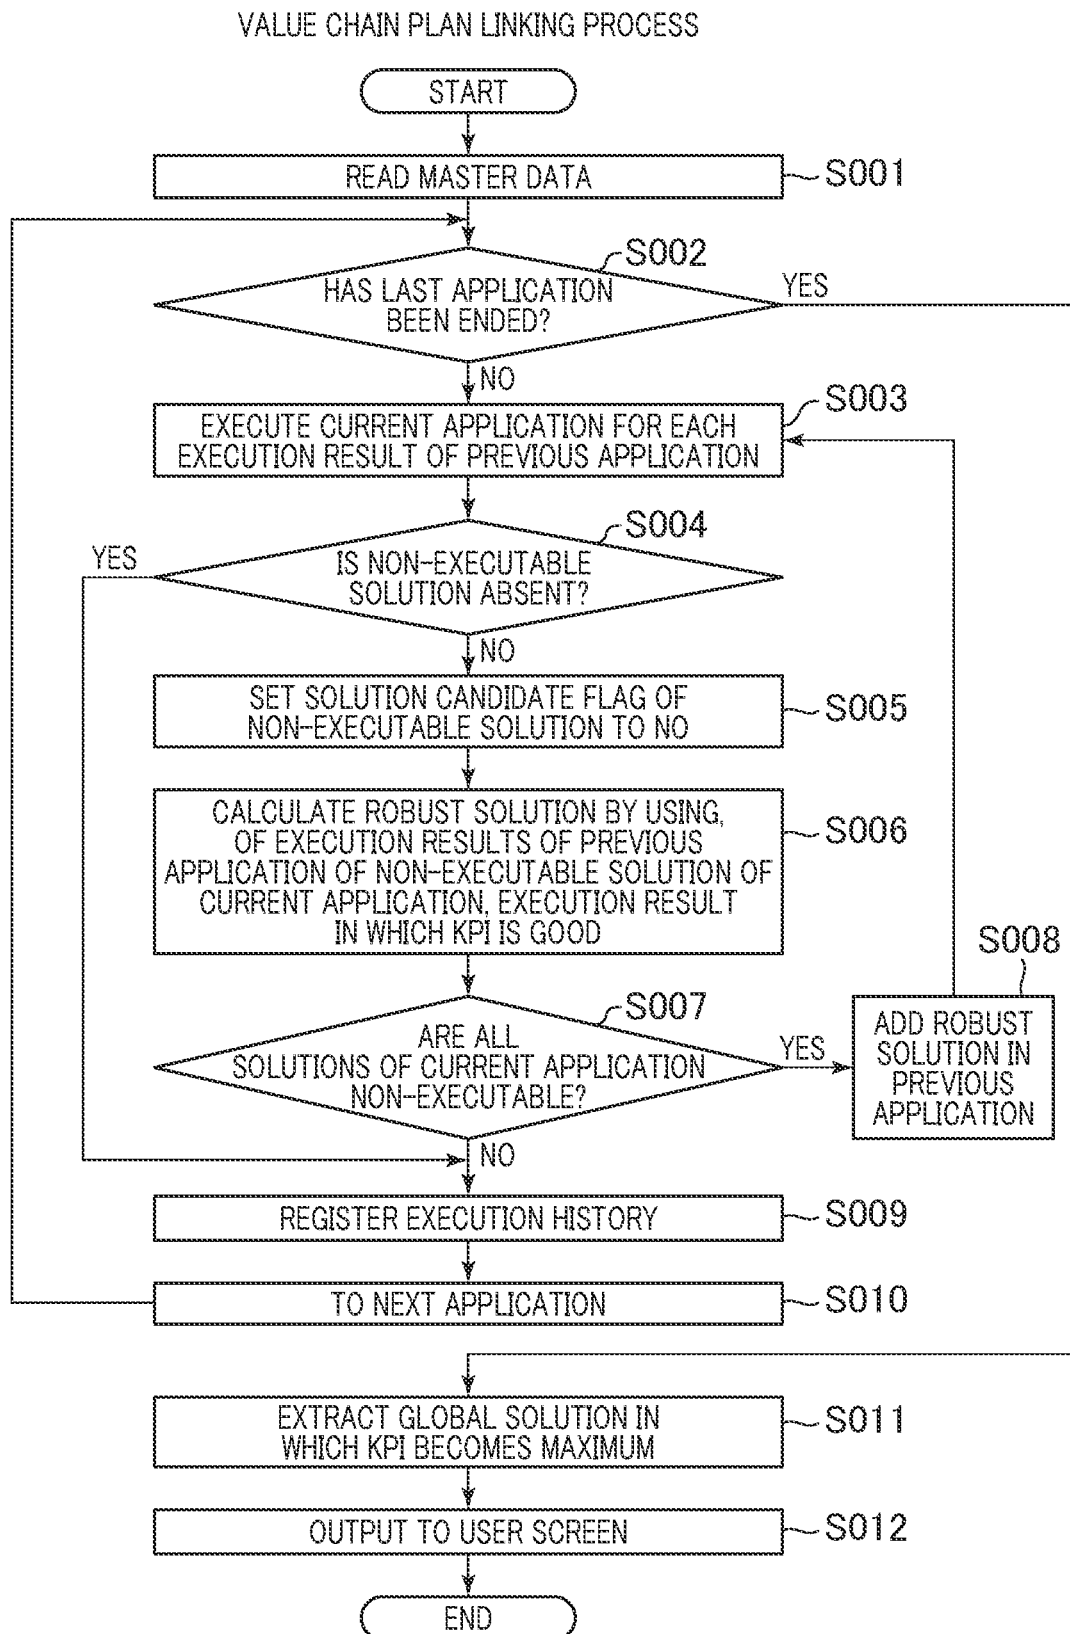 VALUE CHAIN PLAN LINKING PROCESS
START
READ MASTER DATA
S001
S002
HAS LAST APPLICATION
BEEN ENDED?
YES
NO
S003
EXECUTE CURRENT APPLICATION FOR EACH
EXECUTION RESULT OF PREVIOUS APPLICATION
S004
YES
IS NON-EXECUTABLE
SOLUTION ABSENT?
NO
SET SOLUTION CANDIDATE FLAG OF
NON-EXECUTABLE SOLUTION TO NO
S005
CALCULATE ROBUST SOLUTION BY USING,
OF EXECUTION RESULTS OF PREVIOUS
APPLICATION OF NON-EXECUTABLE SOLUTION OF
CURRENT APPLICATION, EXECUTION RESULT
IN WHICH KPI IS GOOD
S006
S007
ARE ALL
SOLUTIONS OF CURRENT APPLICATION
NON-EXECUTABLE?
YES
NO
S008
ADD ROBUST
SOLUTION IN
PREVIOUS
APPLICATION
REGISTER EXECUTION HISTORY
S009
TO NEXT APPLICATION
S010
EXTRACT GLOBAL SOLUTION IN
WHICH KPI BECOMES MAXIMUM
S011
OUTPUT TO USER SCREEN
S012
END